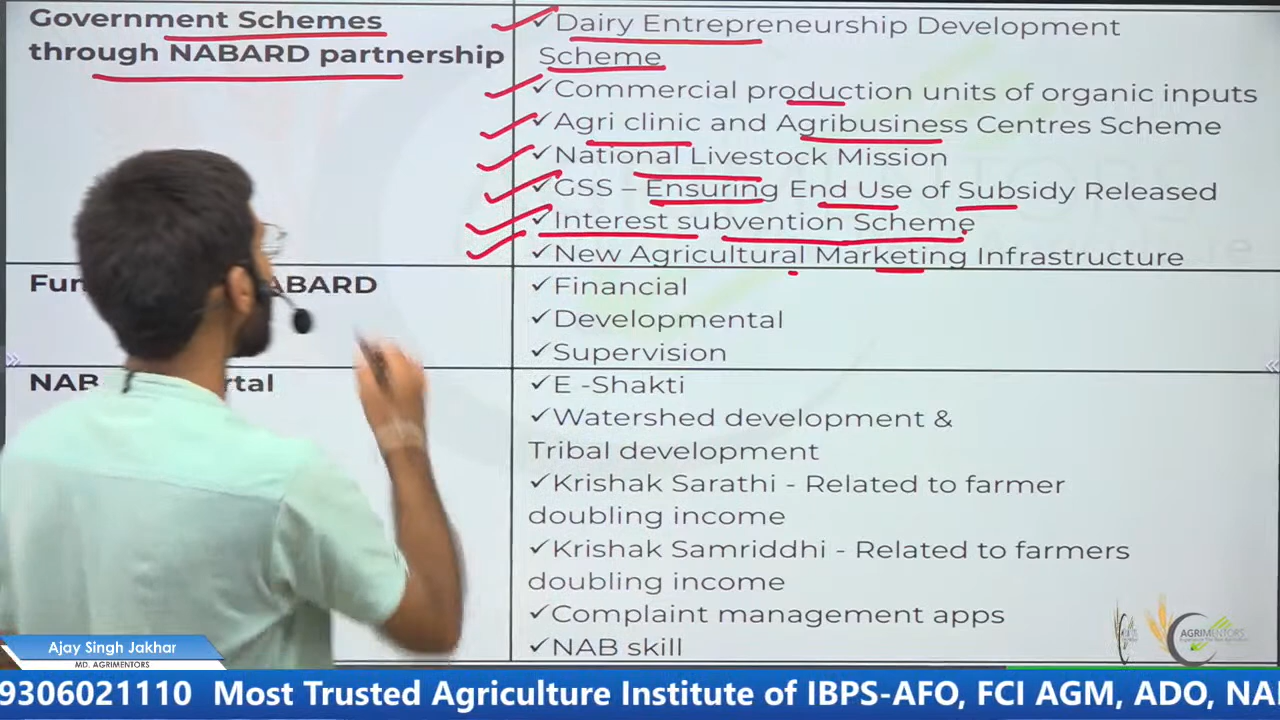 Government Schemes
through NABARD partnership
✓Dairy Entrepreneurship Development
Scheme
✓Commercial production units of organic inputs
✓Agri clinic and Agribusiness Centres Scheme
✓National Livestock Mission
✓GSS – Ensuring End Use of Subsidy Released
✓Interest subvention Scheme
✓New Agricultural Marketing Infrastructure
ABARD
✓Financial
✓Developmental
✓Supervision
NAB
✓E -Shakti
✓Watershed development &
Tribal development
✓Krishak Sarathi - Related to farmer
doubling income
✓Krishak Samriddhi - Related to farmers
doubling income
✓Complaint management apps
✓NAB skill
AGRIMENTORS
Ajay Singh Jakhar
MD. AGRIMENTORS
9306021110 Most Trusted Agriculture Institute of IBPS-AFO, FCI AGM, ADO, NA